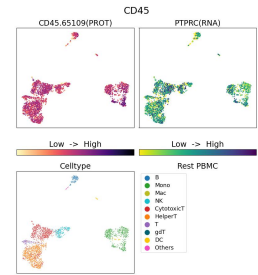 CD45
CD45.65109(PROT)
PTPRC(RNA)
Low -> High
Low -> High
Celltype
Rest PBMC
B
Mono
Mac
NK
CytotoxicT
HelperT
T
gdT
DC
Others